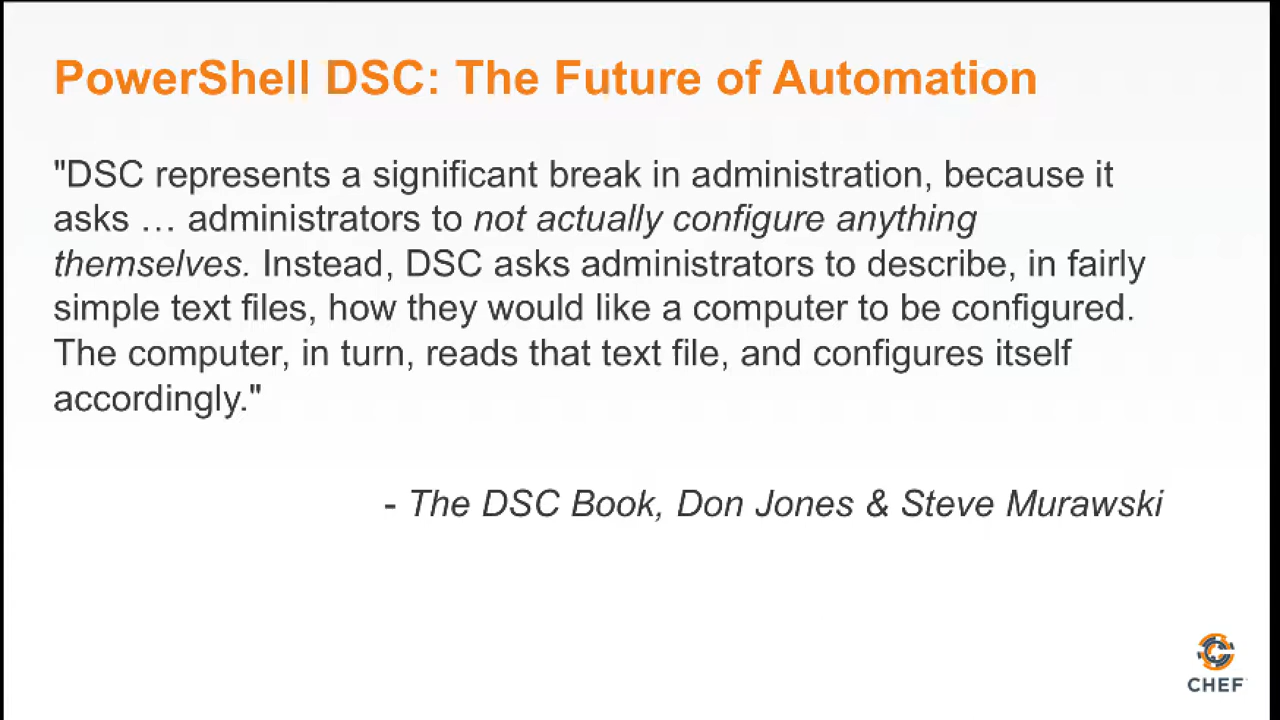 PowerShell DSC: The Future of Automation
"DSC represents a significant break in administration, because it
asks … administrators to not actually configure anything
themselves. Instead, DSC asks administrators to describe, in fairly
simple text files, how they would like a computer to be configured.
The computer, in turn, reads that text file, and configures itself
accordingly."
- The DSC Book, Don Jones & Steve Murawski
CHEF